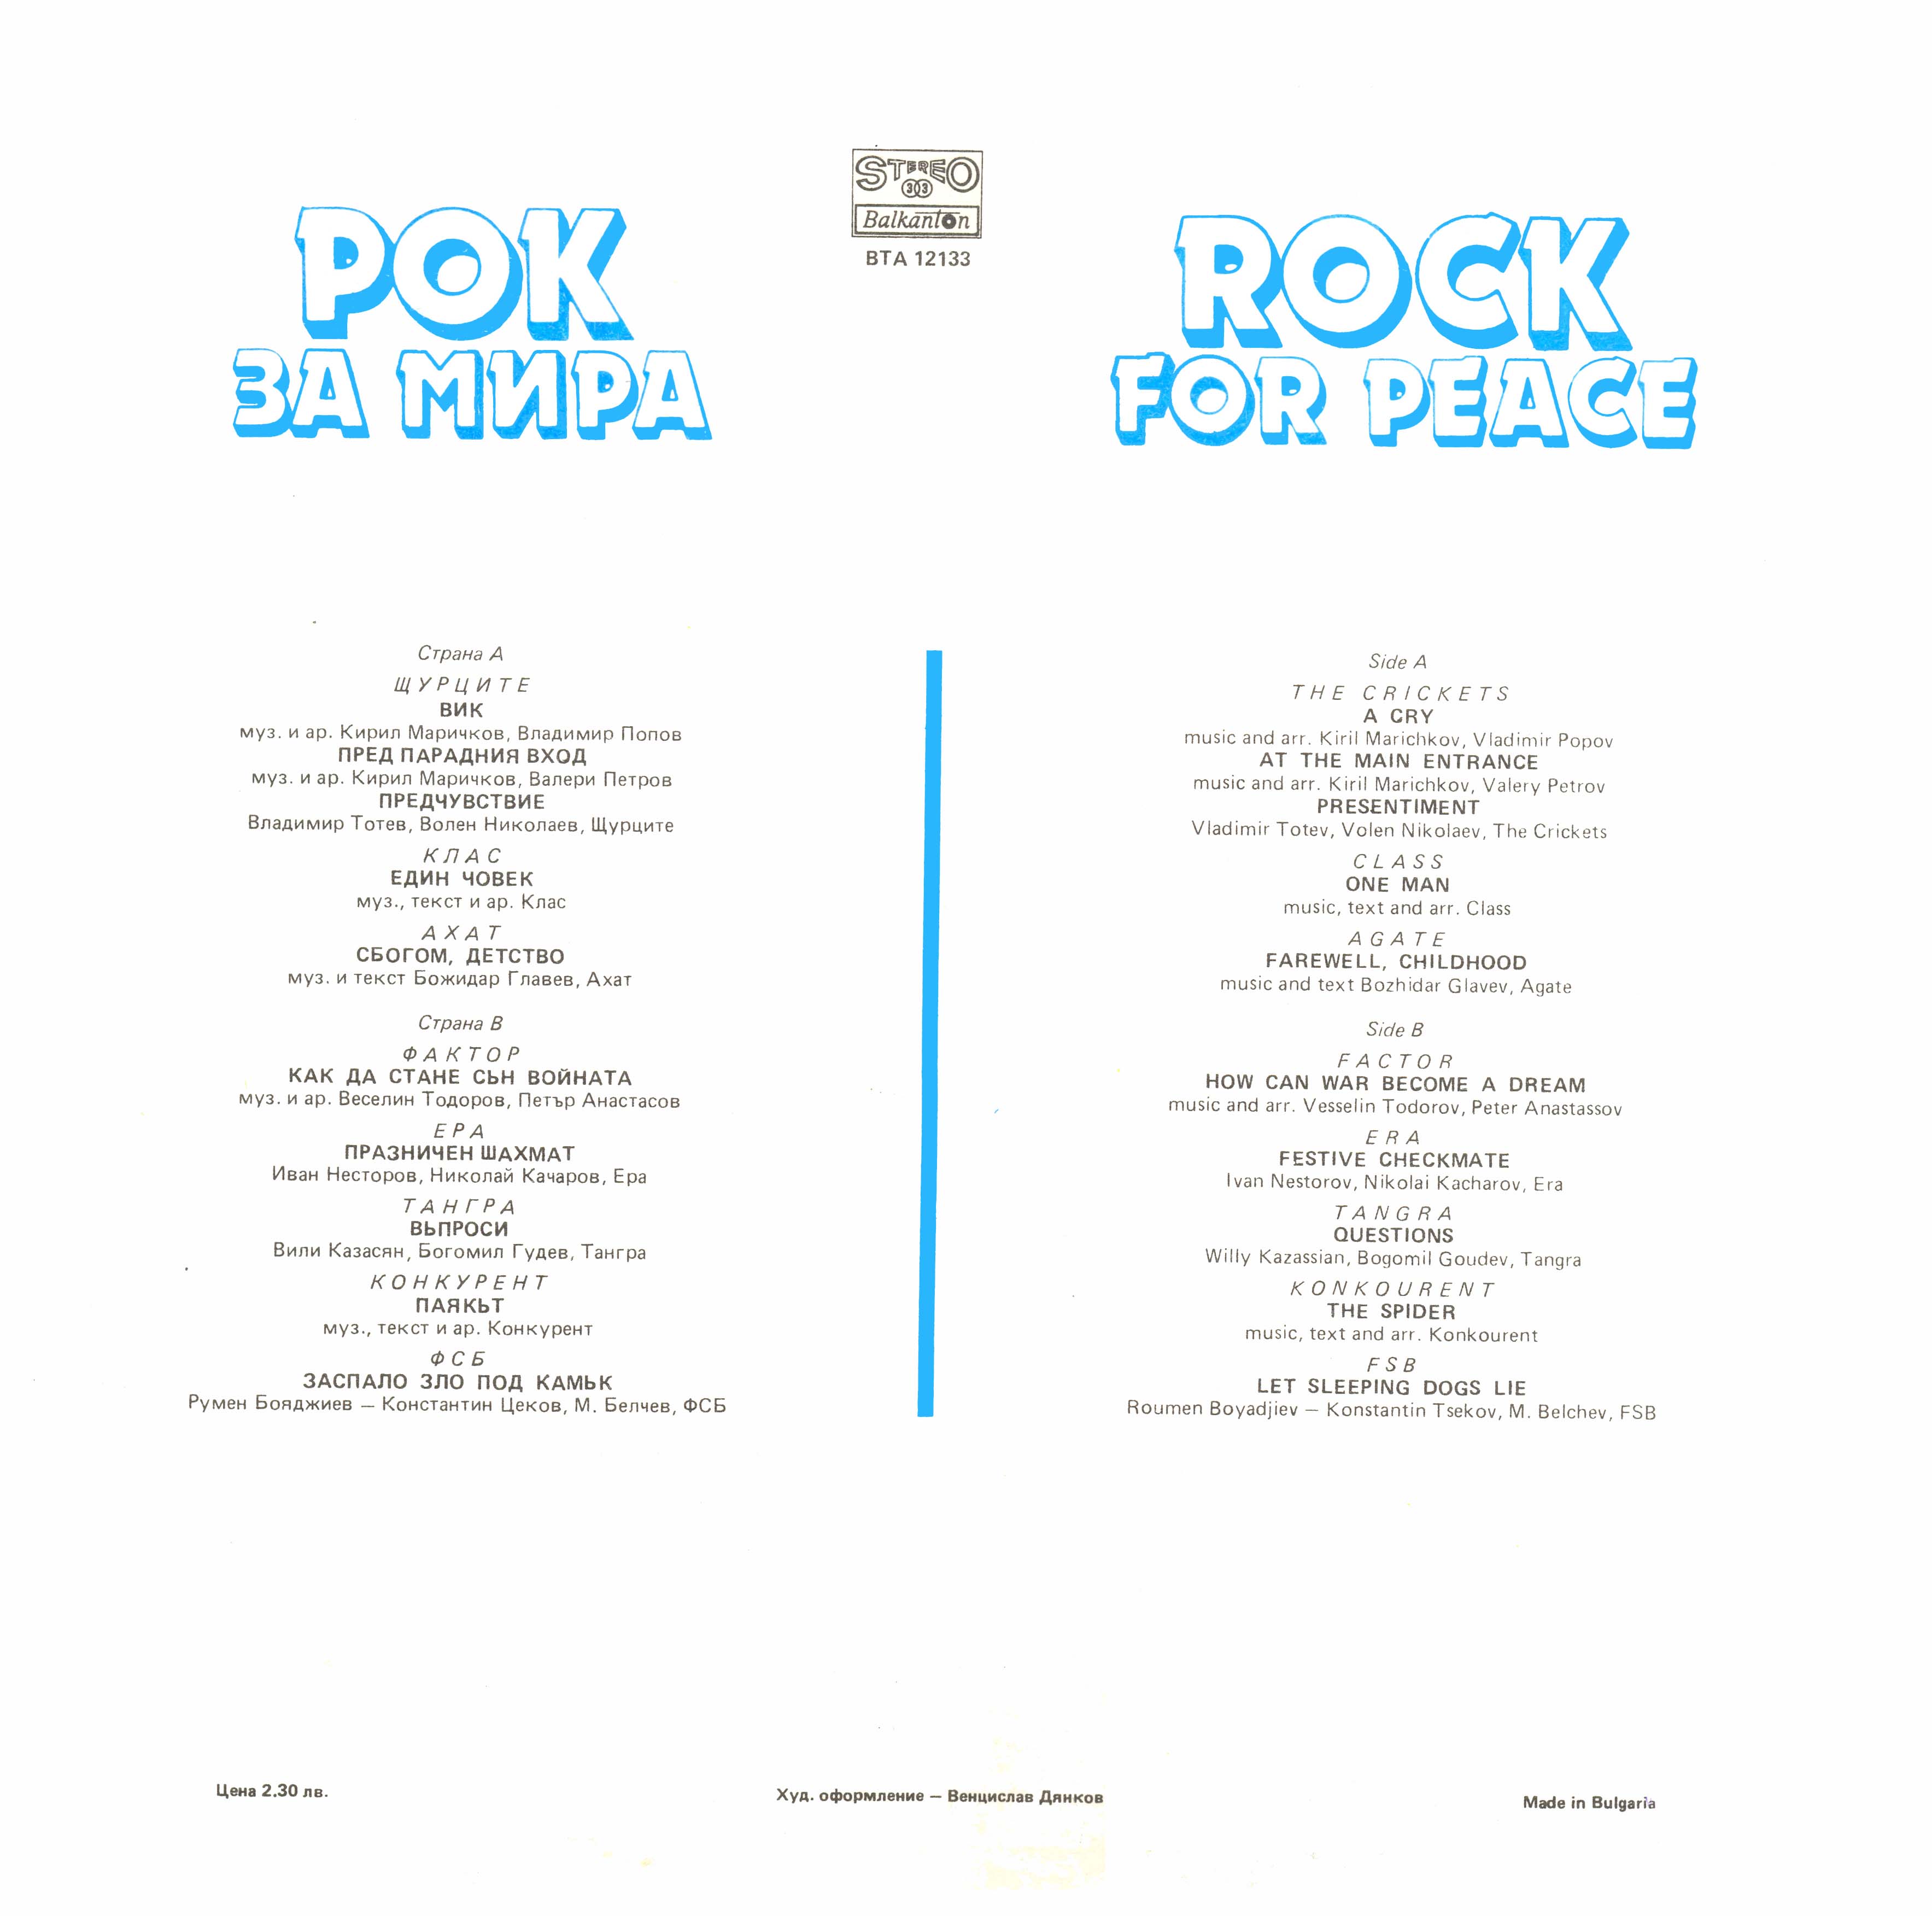 STEREO
33
Balkanton
ВТА 12133
РОК
ЗА МИРА
Страна А
ЩУРЦИТЕ
ВИК
муз. и ар. Кирил Маричков, Владимир Попов
ПРЕД ПАРАДНИЯ ВХОД
муз. и ар. Кирил Маричков, Валери Петров
ПРЕДЧУВСТВИЕ
Владимир Тотев, Волен Николаев, Щурците
КЛАС
ЕДИН ЧОВЕК
муз., текст и ар. Клас
АХАТ
СБОГОМ, ДЕТСТВО
муз. и текст Божидар Главев, Ахат
Страна В
ФАКТОР
КАК ДА СТАНЕ СЬН ВОЙНАТА
муз. и ар. Веселин Тодоров, Петър Анастасов
ЕРА
ПРАЗНИЧЕН ШАХМАТ
Иван Несторов, Николай Качаров, Ера
ТАНГРА
ВЬПРОСИ
Вили Казасян, Богомил Гудев, Тангра
КОНКУРЕНТ
ПАЯКЬТ
муз., текст и ар. Конкурент
ФСБ
ЗАСПАЛО ЗЛО ПОД КАМЬК
Румен Бояджиев — Константин Цеков, М. Белчев, ФСБ
ROCK
FOR PEACE
Side A
THE CRICKETS
A CRY
music and arr. Kiril Marichkov, Vladimir Popov
AT THE MAIN ENTRANCE
music and arr. Kiril Marichkov, Valery Petrov
PRESENTIMENT
Vladimir Totev, Volen Nikolaev, The Crickets
CLASS
ONE MAN
music, text and arr. Class
AGATE
FAREWELL, CHILDHOOD
music and text Bozhidar Glavev, Agate
Side B
FACTOR
HOW CAN WAR BECOME A DREAM
music and arr. Vesselin Todorov, Peter Anastassov
ERA
FESTIVE CHECKMATE
Ivan Nestorov, Nikolai Kacharov, Era
TANGRA
QUESTIONS
Willy Kazassian, Bogomil Goudev, Tangra
KONKOURENT
THE SPIDER
music, text and arr. Konkourent
FSB
LET SLEEPING DOGS LIE
Roumen Boyadjiev — Konstantin Tsekov, M. Belchev, FSB
Цена 2.30 лв.
Худ. оформление — Венцислав Дянков
Made in Bulgaria